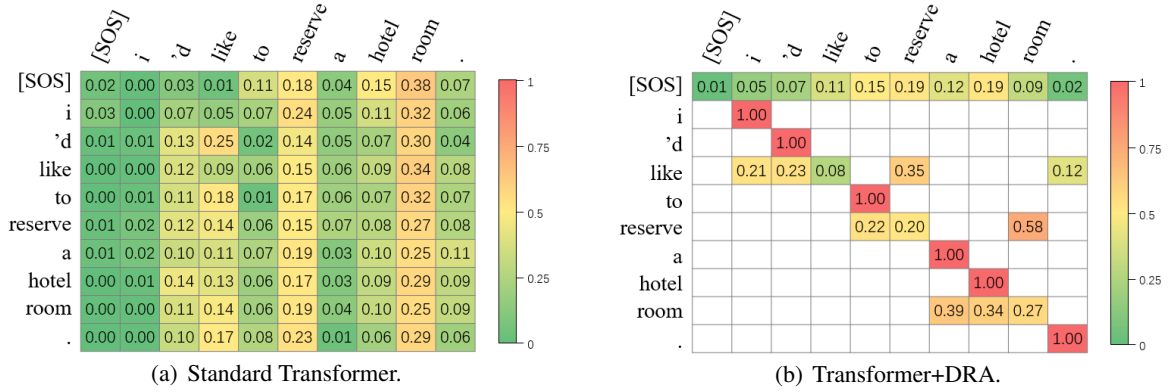 [SOS] i 'd like to reserve a hotel room .
[SOS] 0.02 0.00 0.03 0.01 0.11 0.18 0.04 0.15 0.38 0.07
i 0.03 0.00 0.07 0.05 0.07 0.24 0.05 0.11 0.32 0.06
'd 0.01 0.01 0.13 0.25 0.02 0.14 0.05 0.07 0.30 0.04
like 0.00 0.00 0.12 0.09 0.06 0.15 0.06 0.09 0.34 0.08
to 0.00 0.01 0.11 0.18 0.01 0.17 0.06 0.07 0.32 0.07
reserve 0.01 0.02 0.12 0.14 0.06 0.15 0.07 0.08 0.27 0.08
a 0.01 0.02 0.10 0.11 0.07 0.19 0.03 0.10 0.25 0.11
hotel 0.00 0.01 0.14 0.13 0.06 0.17 0.03 0.09 0.29 0.09
room 0.00 0.00 0.11 0.14 0.06 0.19 0.04 0.10 0.25 0.09
. 0.00 0.00 0.10 0.17 0.08 0.23 0.01 0.06 0.29 0.06
1
0.75
0.5
0.25
0
(a) Standard Transformer.
[SOS] i 'd like to reserve a hotel room .
[SOS] 0.01 0.05 0.07 0.11 0.15 0.19 0.12 0.19 0.09 0.02
i 1.00
'd 1.00
like 0.21 0.23 0.08 0.35 0.12
to 1.00
reserve 0.22 0.20 0.58
a 1.00
hotel 1.00
room 0.39 0.34 0.27
. 1.00
1
0.75
0.5
0.25
0
(b) Transformer+DRA.